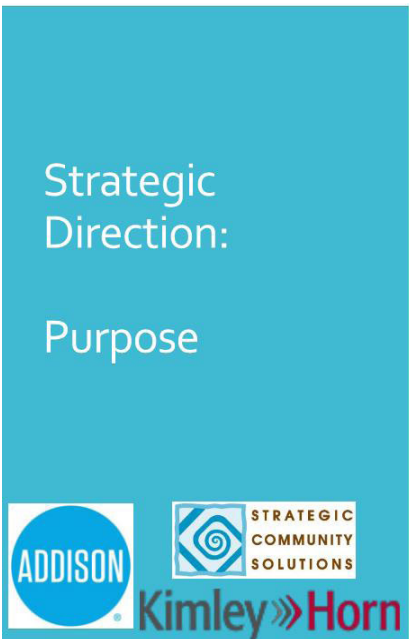 Strategic
Direction:
Purpose
STRATEGIC
COMMUNITY
SOLUTIONS
ADDISON
Kimley»Horn